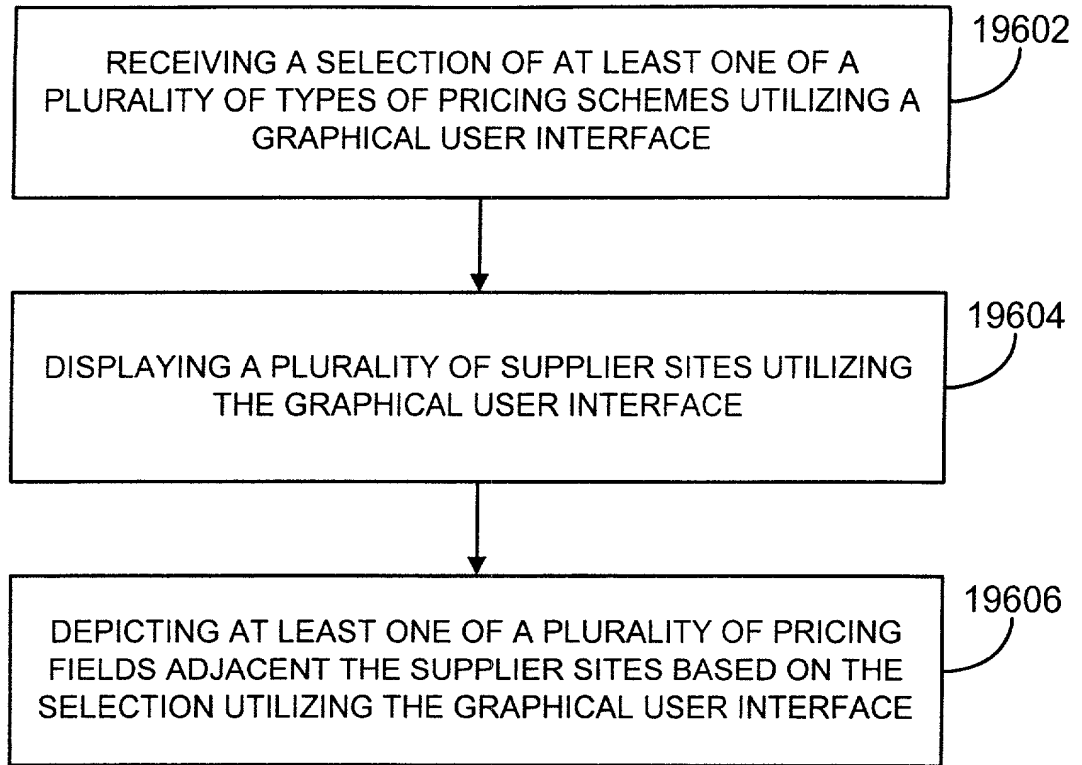 19602
RECEIVING A SELECTION OF AT LEAST ONE OF A
PLURALITY OF TYPES OF PRICING SCHEMES UTILIZING A
GRAPHICAL USER INTERFACE
19604
DISPLAYING A PLURALITY OF SUPPLIER SITES UTILIZING
THE GRAPHICAL USER INTERFACE
19606
DEPICTING AT LEAST ONE OF A PLURALITY OF PRICING
FIELDS ADJACENT THE SUPPLIER SITES BASED ON THE
SELECTION UTILIZING THE GRAPHICAL USER INTERFACE